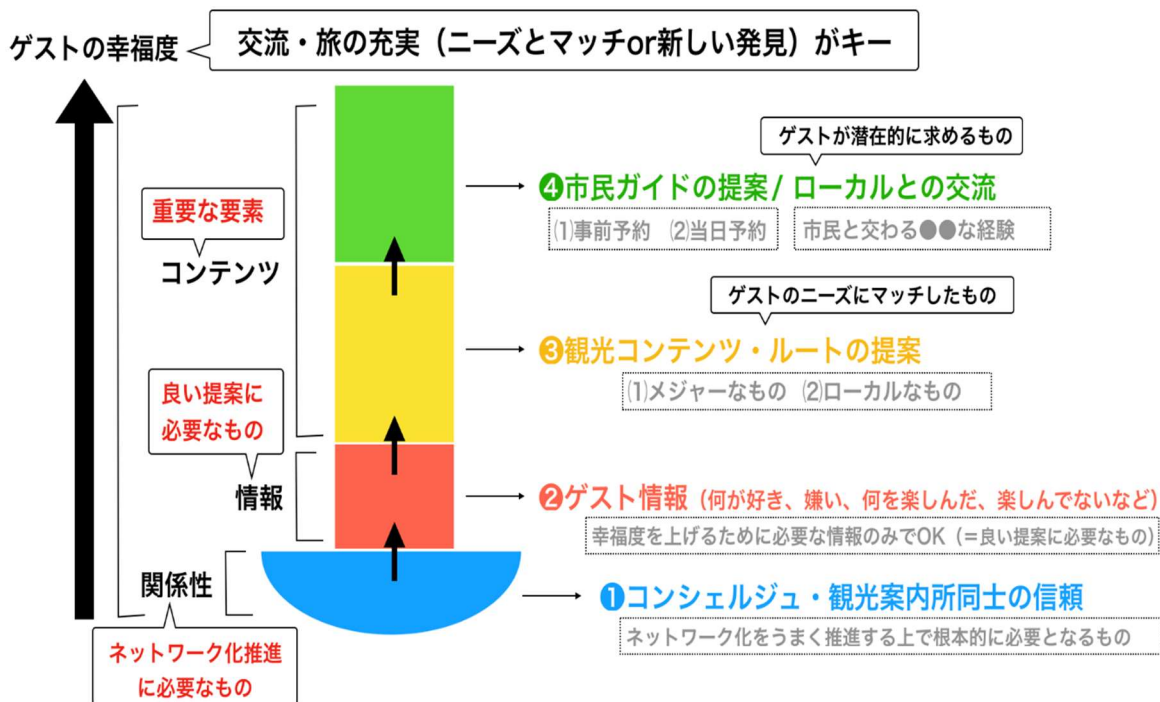 ゲストの幸福度
交流・旅の充実（ニーズとマッチor新しい発見）がキー
ゲストが潜在的に求めるもの
❹市民ガイドの提案/ ローカルとの交流
⑴事前予約 ⑵当日予約
市民と交わる●●な経験
重要な要素
コンテンツ
ゲストのニーズにマッチしたもの
❸観光コンテンツ・ルートの提案
⑴メジャーなもの ⑵ローカルなもの
良い提案に
必要なもの
情報
❷ゲスト情報（何が好き、嫌い、何を楽しんだ、楽しんでないなど）
幸福度を上げるために必要な情報のみでOK（＝良い提案に必要なもの）
関係性
❶コンシェルジュ・観光案内所同士の信頼
ネットワーク化をうまく推進する上で根本的に必要となるもの
ネットワーク化推進
に必要なもの